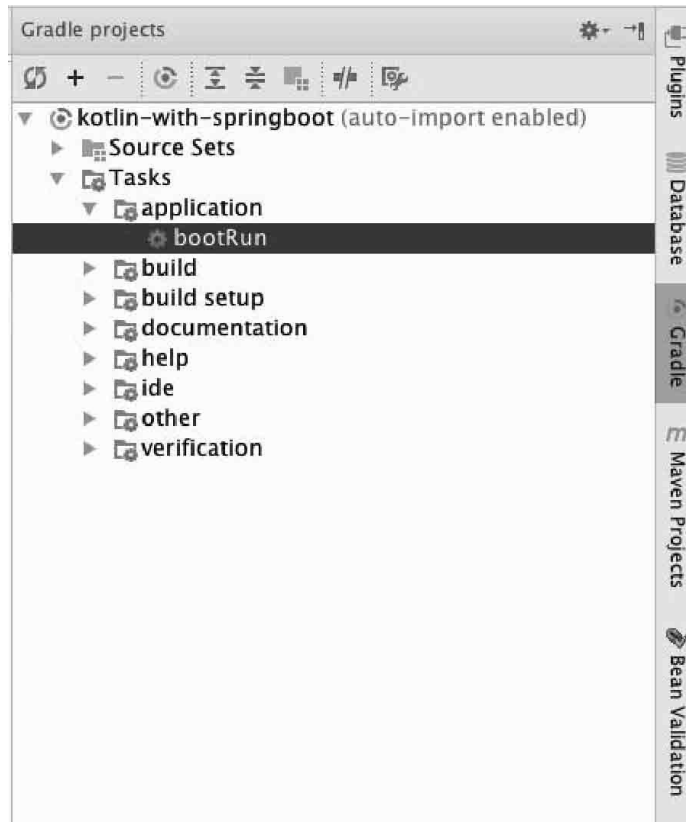 Gradle projects
kotlin-with-springboot (auto-import enabled)
Source Sets
Tasks
application
bootRun
build
build setup
documentation
help
ide
other
verification
Plugins
Database
Gradle
m Maven Projects
Bean Validation